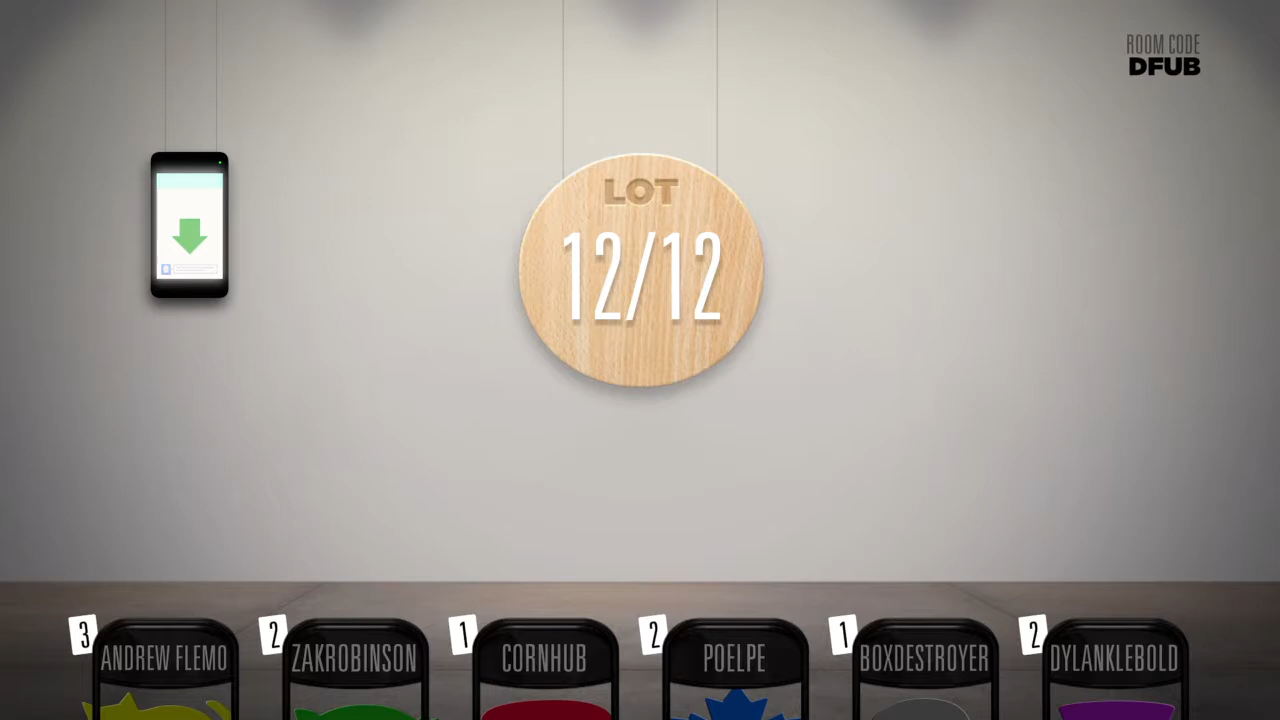 ROOM CODE
DFUB
LOT
12/12
3 ANDREW FLEMO
2 ZAKROBINSON
1 CORNHUB
2 POELPE
1 BOXDESTROYER
2 DYLANKLEBOLD